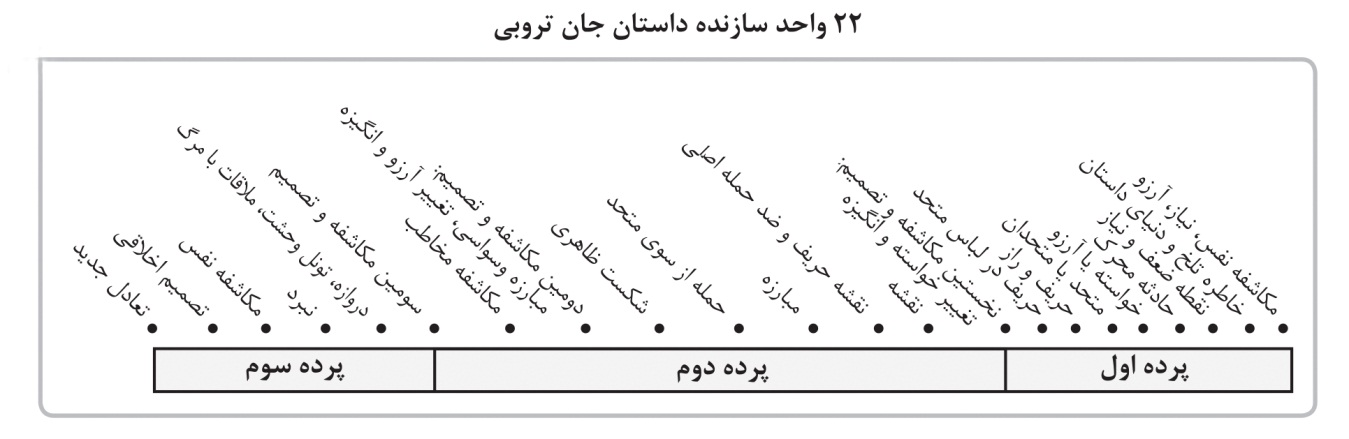 ۲۲ واحد سازنده داستان جان تروبی
مکاشفه نفس، نیاز، آرزو
خاطره تلخ و دنیای داستان
نقطه ضعف و نیاز
حادثه محرک
خواسته یا آرزو
متحد یا متحدان
حریف و راز
حریف در لباس متحد
نخستین مکاشفه و تصمیم:
تغییر خواسته و انگیزه
نقشه
نقشه حریف و ضد حمله اصلی
مبارزه
حمله از سوی متحد
شکست ظاهری
دومین مکاشفه و تصمیم:
مبارزه وسواسی، تغییر آرزو و انگیزه
مکاشفه مخاطب
سومین مکاشفه و تصمیم
دروازه، تونل وحشت، ملاقات با مرگ
نبرد
مکاشفه نفس
تصمیم اخلاقی
تعادل جدید
پرده اول
پرده دوم
پرده سوم